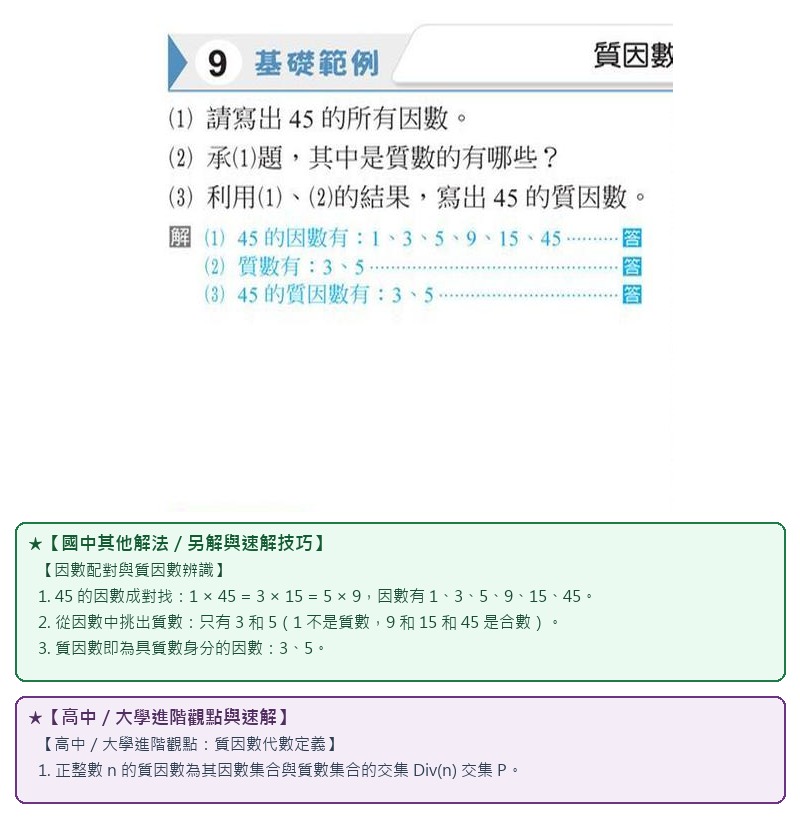 9 基礎範例 質因數
(1) 請寫出 45 的所有因數。
(2) 承(1)題，其中是質數的有哪些？
(3) 利用(1)、(2)的結果，寫出 45 的質因數。
解 (1) 45 的因數有：1、3、5、9、15、45 ⋯⋯⋯ 答
(2) 質數有：3、5 ⋯⋯⋯⋯⋯⋯⋯⋯⋯⋯⋯⋯⋯ 答
(3) 45 的質因數有：3、5 ⋯⋯⋯⋯⋯⋯⋯⋯⋯ 答
★【國中其他解法 / 另解與速解技巧】
【因數配對與質因數辨識】
1. 45 的因數成對找：1 × 45 = 3 × 15 = 5 × 9，因數有 1、3、5、9、15、45。
2. 從因數中挑出質數：只有 3 和 5 ( 1 不是質數，9 和 15 和 45 是合數 ) 。
3. 質因數即為具質數身分的因數：3、5。
★【高中 / 大學進階觀點與速解】
【高中 / 大學進階觀點：質因數代數定義】
1. 正整數 n 的質因數為其因數集合與質數集合的交集 Div(n) 交集 P。